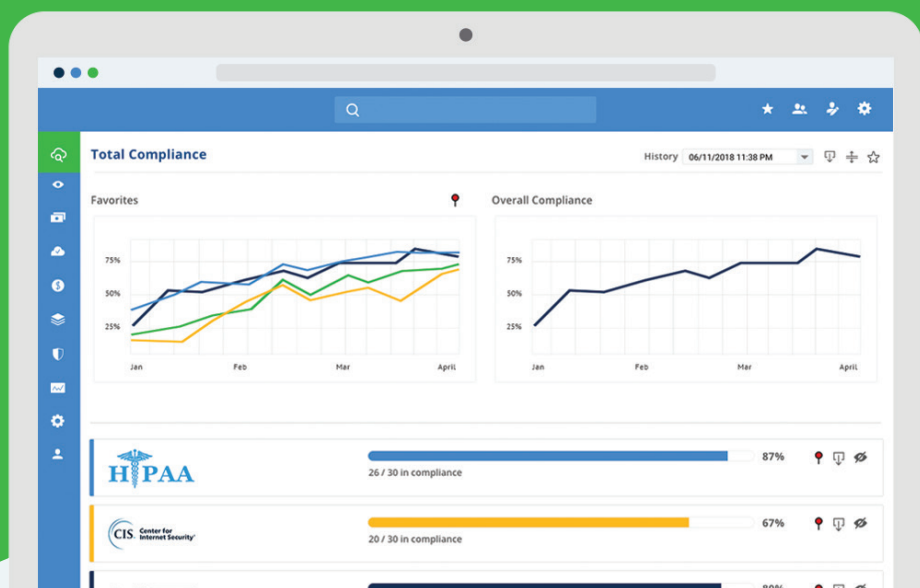 Total Compliance
History 06/11/2018 11:38 PM
Favorites
Overall Compliance
75%
50%
25%
Jan Feb Mar April
75%
50%
25%
Jan Feb Mar April
HIPAA
87%
26 / 30 in compliance
CIS. Center for
Internet Security®
67%
20 / 30 in compliance